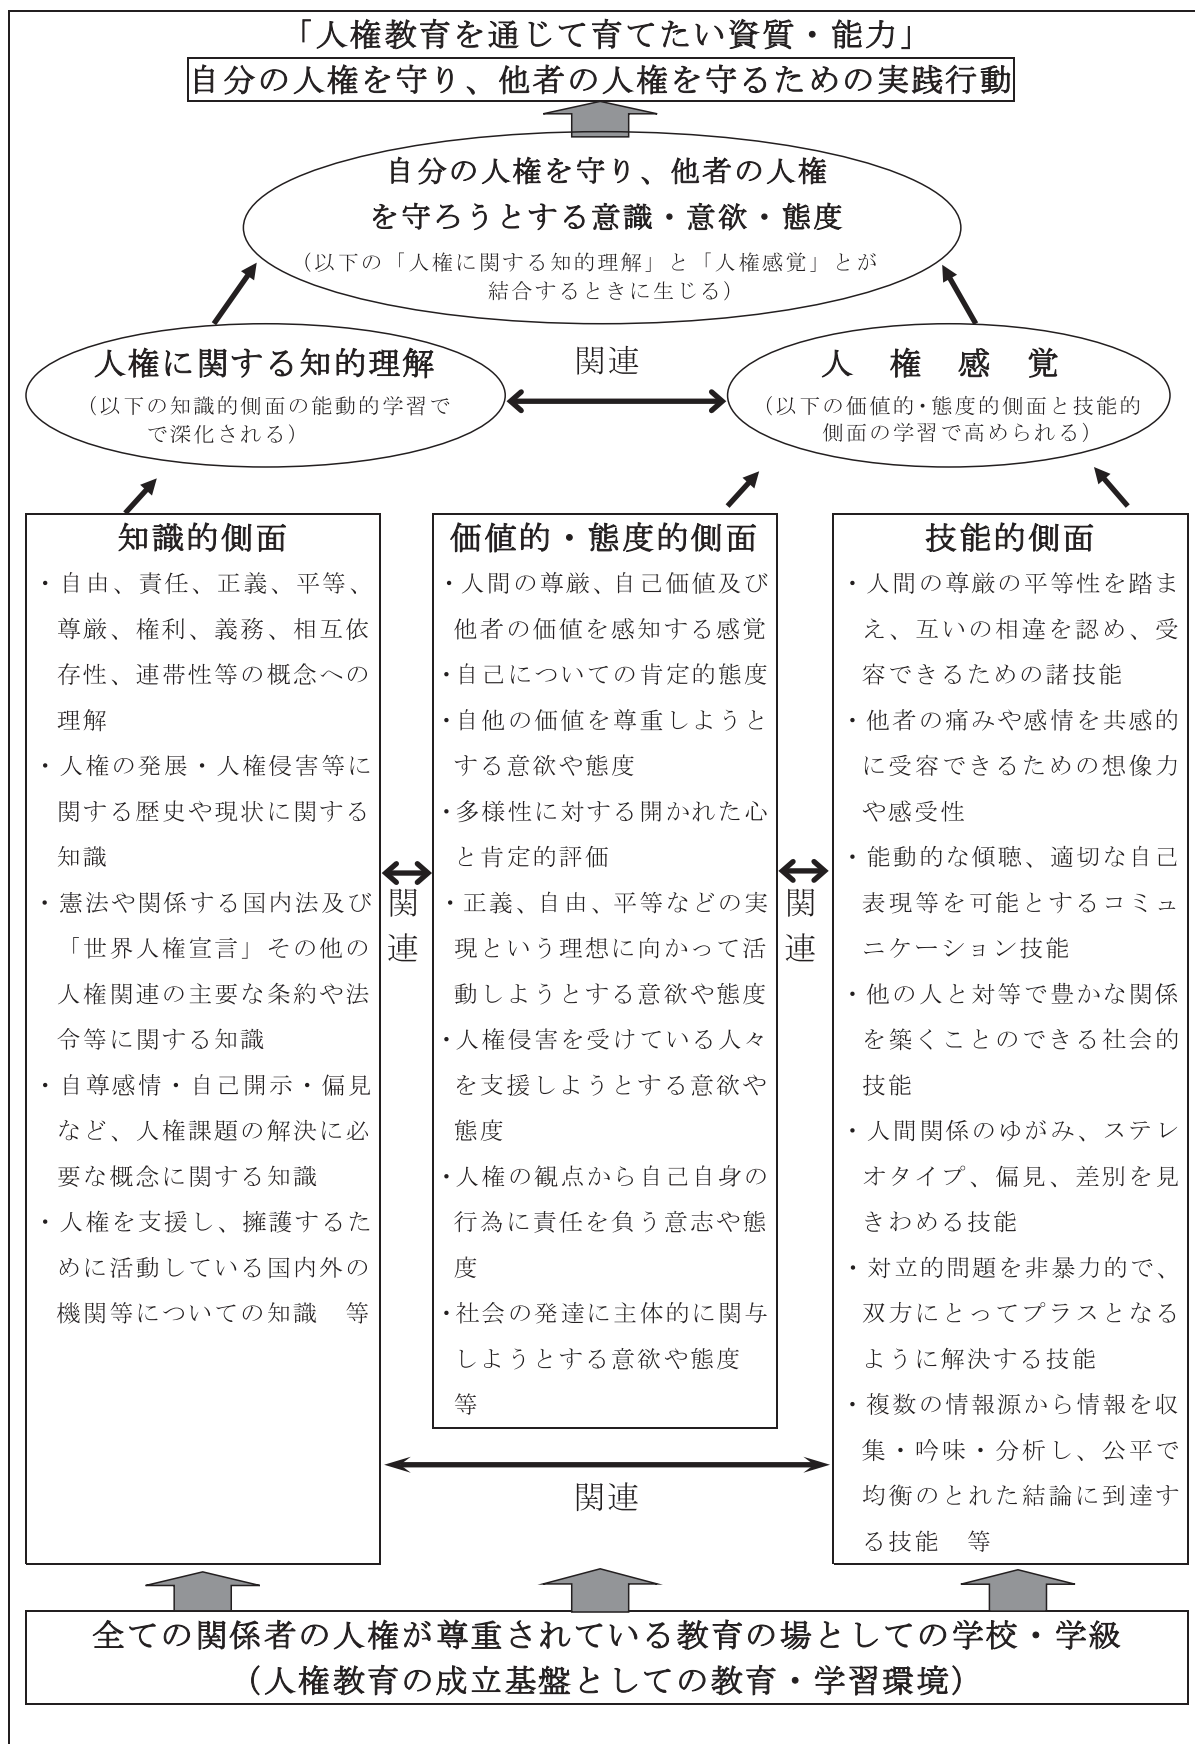 「人権教育を通じて育てたい資質・能力」
自分の人権を守り、他者の人権を守るための実践行動
自分の人権を守り、他者の人権
を守ろうとする意識・意欲・態度
（以下の「人権に関する知的理解」と「人権感覚」とが
結合するときに生じる）
人権に関する知的理解
（以下の知識的側面の能動的学習で
で深化される）
関連
人　権　感　覚
（以下の価値的・態度的側面と技能的
側面の学習で高められる）
知識的側面
・自由、責任、正義、平等、
尊厳、権利、義務、相互依
存性、連帯性等の概念への
理解
・人権の発展・人権侵害等に
関する歴史や現状に関する
知識
・憲法や関係する国内法及び
「世界人権宣言」その他の
人権関連の主要な条約や法
令等に関する知識
・自尊感情・自己開示・偏見
など、人権課題の解決に必
要な概念に関する知識
・人権を支援し、擁護するた
めに活動している国内外の
機関等についての知識　等
関
連
価値的・態度的側面
・人間の尊厳、自己価値及び
他者の価値を感知する感覚
・自己についての肯定的態度
・自他の価値を尊重しようと
する意欲や態度
・多様性に対する開かれた心
と肯定的評価
・正義、自由、平等などの実
現という理想に向かって活
動しようとする意欲や態度
・人権侵害を受けている人々
を支援しようとする意欲や
態度
・人権の観点から自己自身の
行為に責任を負う意志や態
度
・社会の発達に主体的に関与
しようとする意欲や態度
等
関
連
技能的側面
・人間の尊厳の平等性を踏ま
え、互いの相違を認め、受
容できるための諸技能
・他者の痛みや感情を共感的
に受容できるための想像力
や感受性
・能動的な傾聴、適切な自己
表現等を可能とするコミュ
ニケーション技能
・他の人と対等で豊かな関係
を築くことのできる社会的
技能
・人間関係のゆがみ、ステレ
オタイプ、偏見、差別を見
きわめる技能
・対立的問題を非暴力的で、
双方にとってプラスとなる
ように解決する技能
・複数の情報源から情報を収
集・吟味・分析し、公平で
均衡のとれた結論に到達す
る技能　等
関連
全ての関係者の人権が尊重されている教育の場としての学校・学級
（人権教育の成立基盤としての教育・学習環境）